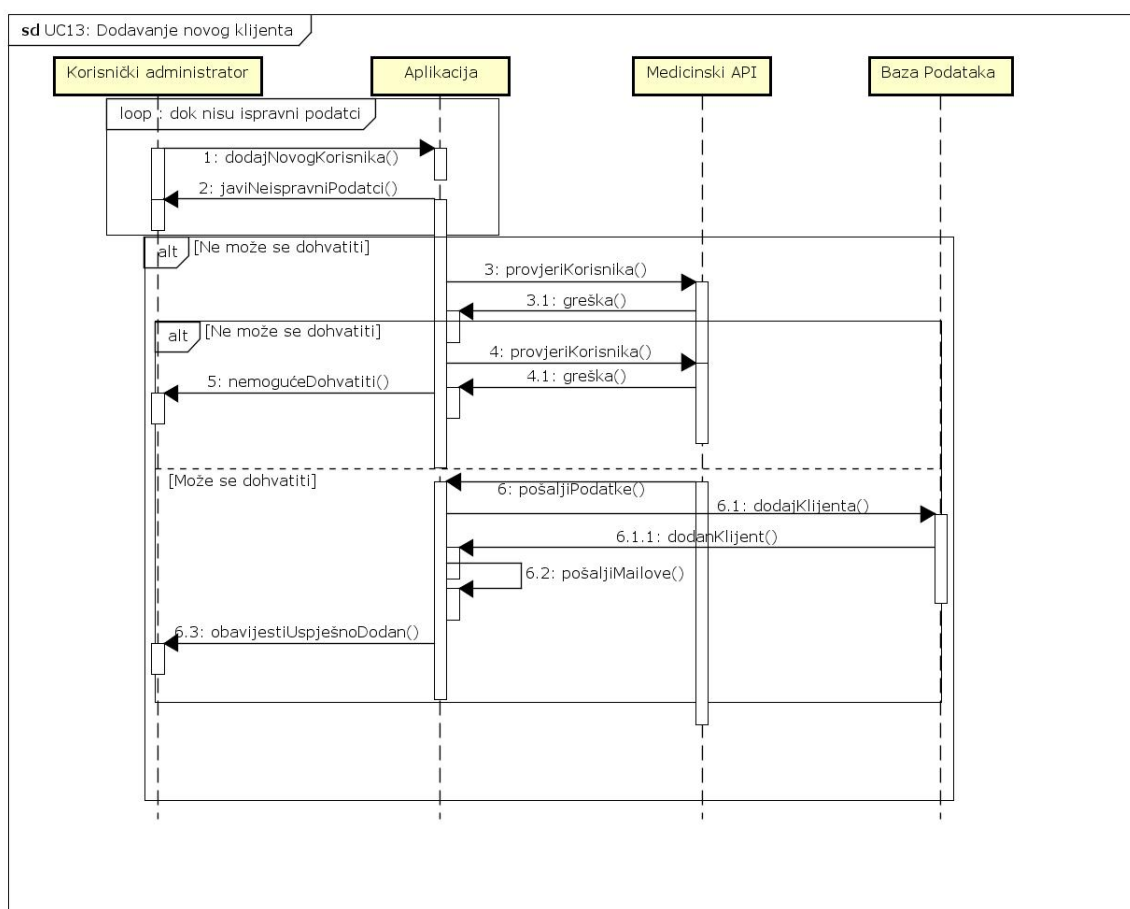 sd UC13: Dodavanje novog klijenta
Korisnički administrator
Aplikacija
Medicinski API
Baza Podataka
loop : dok nisu ispravni podatci
1: dodajNovogKorisnika()
2: javiNeispravniPodatci()
alt [Ne može se dohvatiti]
3: provjeriKorisnika()
3.1: greška()
alt [Ne može se dohvatiti]
4: provjeriKorisnika()
4.1: greška()
5: nemogućeDohvatiti()
[Može se dohvatiti]
6: pošaljiPodatke()
6.1: dodajKlijenta()
6.1.1: dodanKlijent()
6.2: pošaljiMailove()
6.3: obavijestiUspješnoDodan()